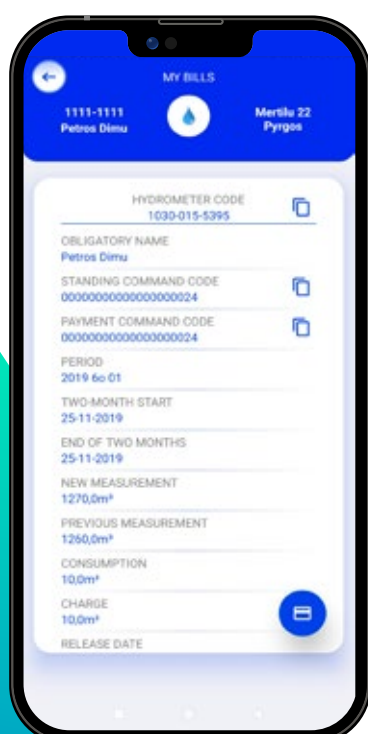 MY BILLS
1111-1111
Petros Dimu
Mertilu 22
Pyrgos
HYDROMETER CODE
1030-015-5395
OBLIGATORY NAME
Petros Dimu
STANDING COMMAND CODE
00000000000000000024
PAYMENT COMMAND CODE
00000000000000000024
PERIOD
2019 6o 01
TWO-MONTH START
25-11-2019
END OF TWO MONTHS
25-11-2019
NEW MEASUREMENT
1270,0m³
PREVIOUS MEASUREMENT
1260,0m³
CONSUMPTION
10,0m³
CHARGE
10,0m³
RELEASE DATE